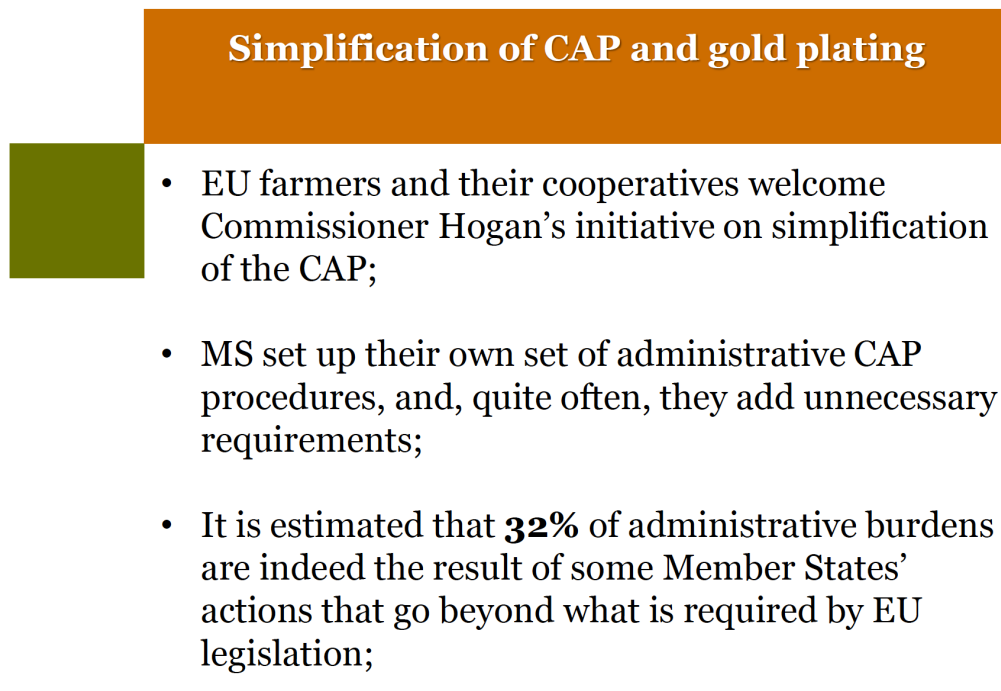 Simplification of CAP and gold plating
• EU farmers and their cooperatives welcome
Commissioner Hogan’s initiative on simplification
of the CAP;
• MS set up their own set of administrative CAP
procedures, and, quite often, they add unnecessary
requirements;
• It is estimated that 32% of administrative burdens
are indeed the result of some Member States’
actions that go beyond what is required by EU
legislation;